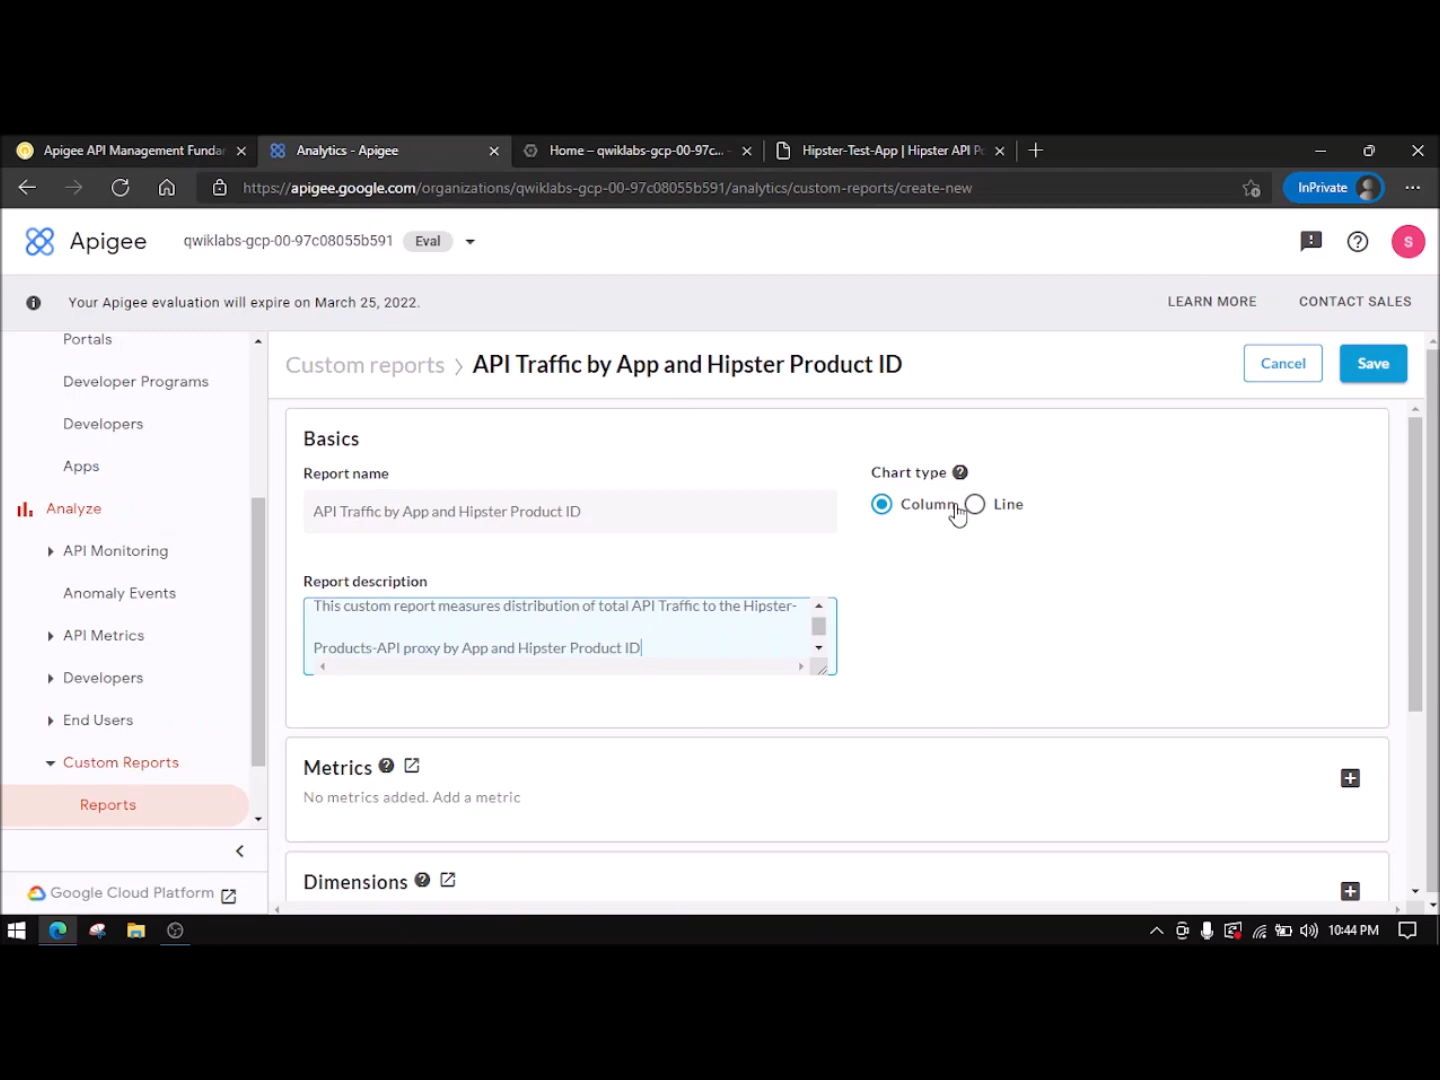 Apigee API Management Funda
Analytics - Apigee
Home – qwiklabs-gcp-00-97c...
Hipster-Test-App | Hipster API Po
https://apigee.google.com/organizations/qwiklabs-gcp-00-97c08055b591/analytics/custom-reports/create-new
InPrivate
Apigee
qwiklabs-gcp-00-97c08055b591
Eval
S
Your Apigee evaluation will expire on March 25, 2022.
LEARN MORE
CONTACT SALES
Portals
Developer Programs
Developers
Apps
Analyze
API Monitoring
Anomaly Events
API Metrics
Developers
End Users
Custom Reports
Reports
Google Cloud Platform
Custom reports > API Traffic by App and Hipster Product ID
Cancel
Save
Basics
Report name
API Traffic by App and Hipster Product ID
Chart type
Column
Line
Report description
This custom report measures distribution of total API Traffic to the Hipster-
Products-API proxy by App and Hipster Product ID
Metrics
No metrics added. Add a metric
Dimensions
10:44 PM